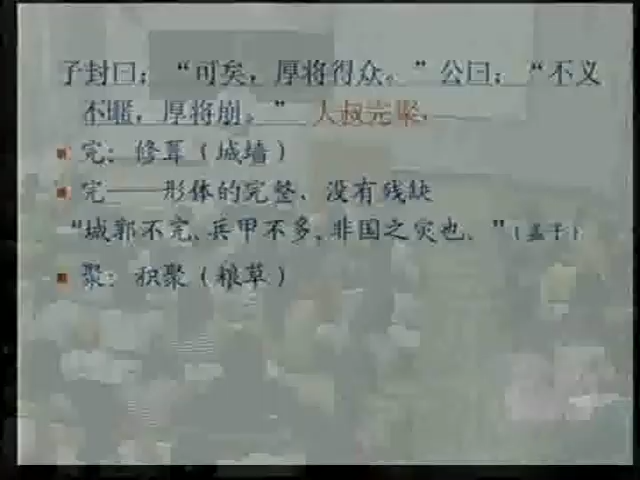 子封曰：“可矣，厚将得众。”公曰：“不义
不暱，厚将崩。” 大叔完聚，
完：修葺（城墙）
完——形体的完整、没有残缺
“城郭不完、兵甲不多、非国之灾也、”（孟子）
聚：积聚（粮草）